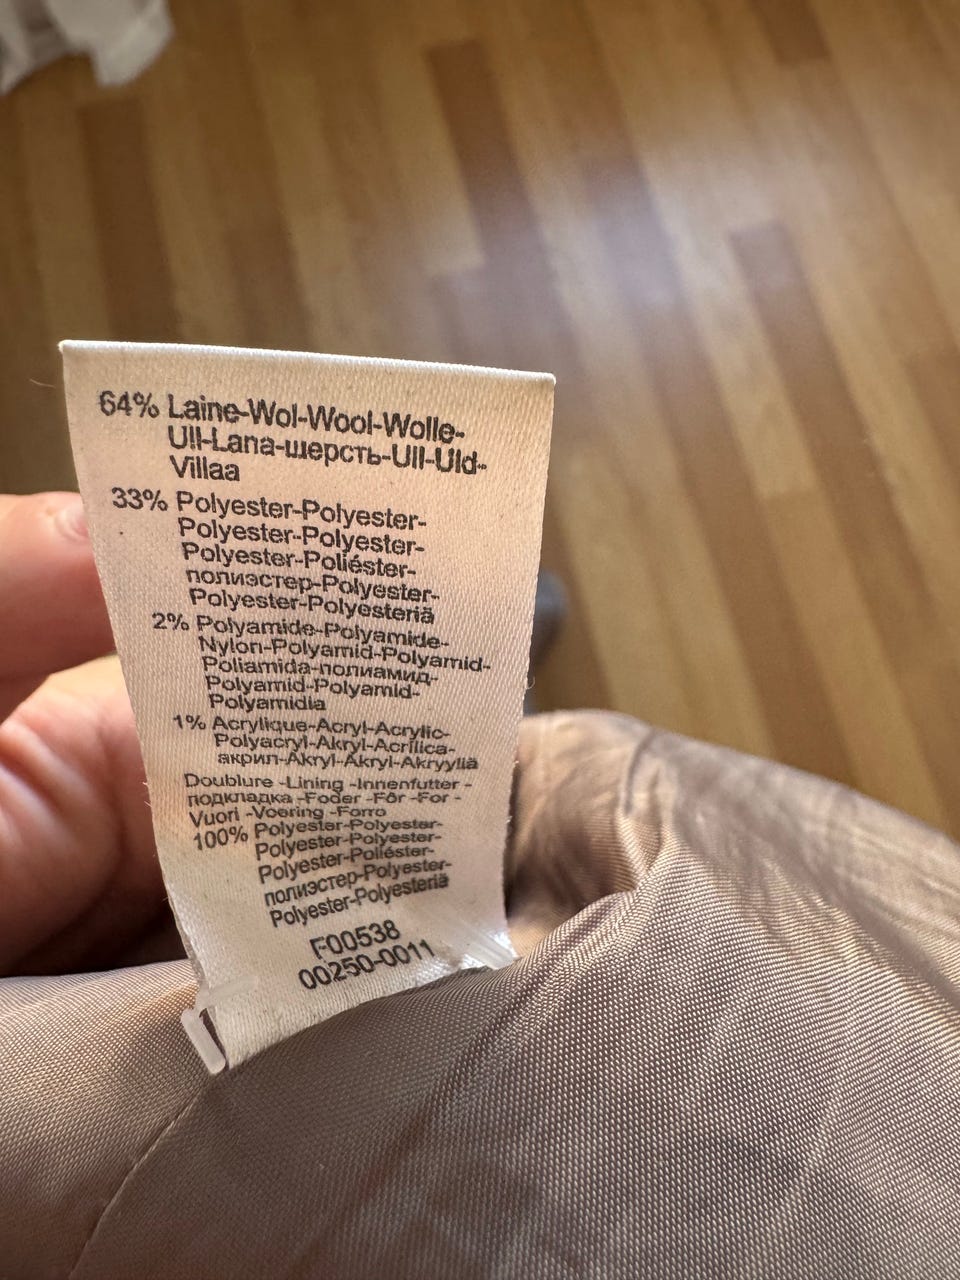 64% Laine-Wol-Wool-Wolle-
Ull-Lana-шерсть-Ull-Uld-
Villaa
33% Polyester-Polyester-
Polyester-Polyester-
Polyester-Poliéster-
полиэстер-Polyester-
Polyester-Polyesteriä
2% Polyamide-Polyamide-
Nylon-Polyamid-Polyamid-
Poliamida-полиамид-
Polyamid-Polyamid-
Polyamidia
1% Acrylique-Acryl-Acrylic-
Polyacryl-Akryl-Acrílica-
акрил-Akryl-Akryl-Akryyliä
Doublure -Lining -Innenfutter -
подкладка -Foder -Fôr -For -
Vuori -Voering -Forro
100% Polyester-Polyester-
Polyester-Polyester-
Polyester-Poliéster-
полиэстер-Polyester-
Polyester-Polyesteriä
F00538
00250-0011